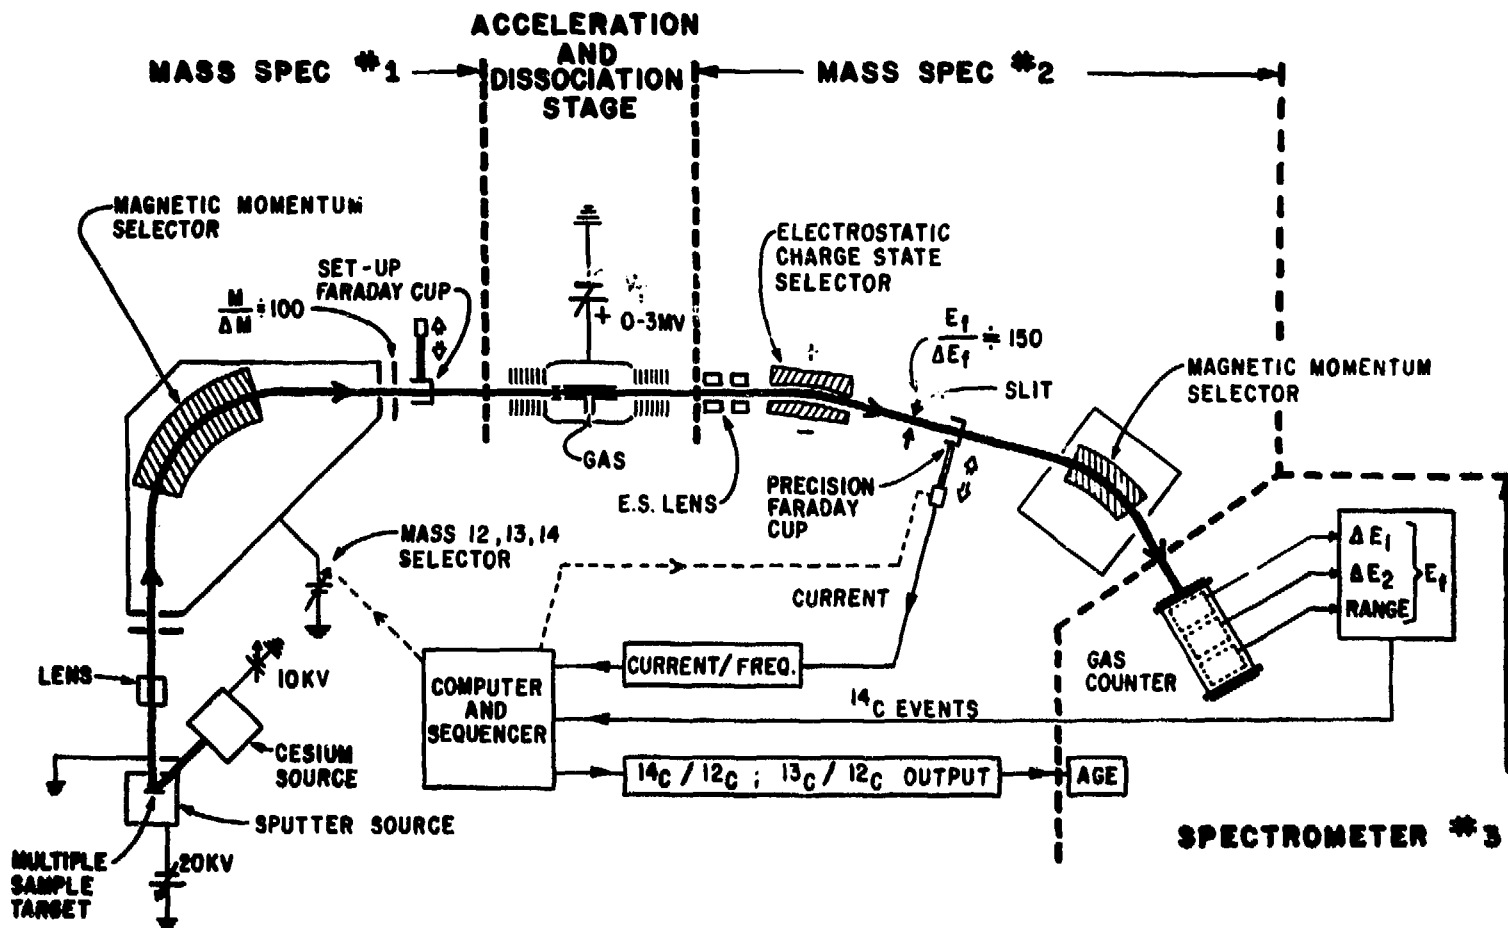 ACCELERATION
AND
DISSOCIATION
STAGE
MASS SPEC #1
MASS SPEC #2
MAGNETIC MOMENTUM
SELECTOR
SET-UP
FARADAY CUP
M
ΔM
≑100
+
0-3MV
ELECTROSTATIC
CHARGE STATE
SELECTOR
+
−
E_f
ΔE_f
≑ 150
SLIT
MAGNETIC MOMENTUM
SELECTOR
GAS
E.S. LENS
PRECISION
FARADAY
CUP
MASS 12,13,14
SELECTOR
CURRENT
ΔE₁
ΔE₂
RANGE
E_f
LENS
10KV
CESIUM
SOURCE
COMPUTER
AND
SEQUENCER
CURRENT/FREQ.
¹⁴C EVENTS
GAS
COUNTER
¹⁴C / ¹²C ; ¹³C / ¹²C OUTPUT
AGE
SPUTTER SOURCE
SPECTROMETER #3
MULTIPLE
SAMPLE
TARGET
20KV